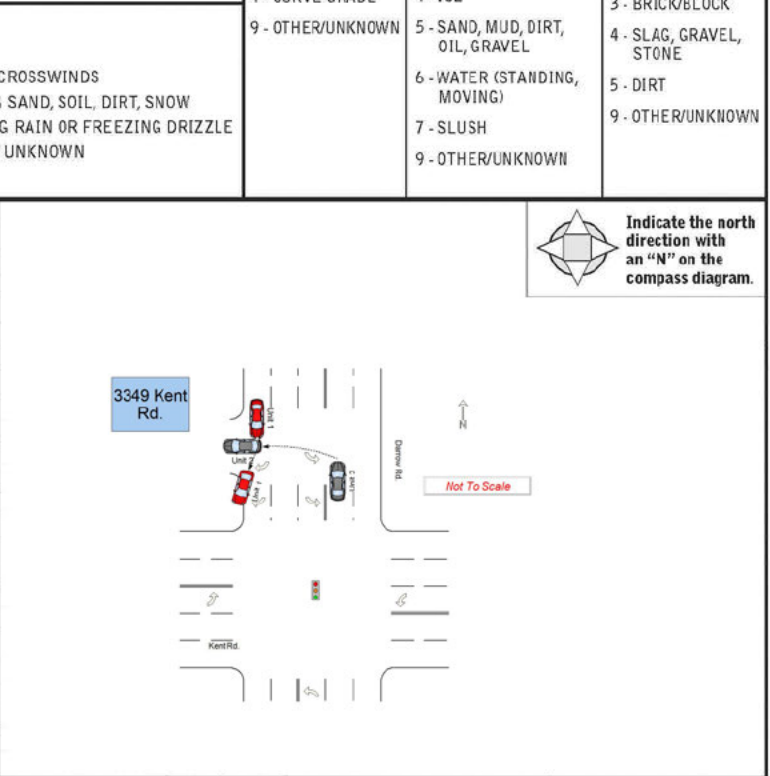 9 - OTHER/UNKNOWN
5 - SAND, MUD, DIRT,
OIL, GRAVEL
6 - WATER (STANDING,
MOVING)
7 - SLUSH
9 - OTHER/UNKNOWN
3 - BRICK/BLOCK
4 - SLAG, GRAVEL,
STONE
5 - DIRT
9 - OTHER/UNKNOWN
CROSSWINDS
SAND, SOIL, DIRT, SNOW
G RAIN OR FREEZING DRIZZLE
UNKNOWN
Indicate the north
direction with
an “N” on the
compass diagram.
3349 Kent
Rd.
Unit 1
Unit 2
Unit 1
Unit 2
Darrow Rd.
N
Not To Scale
Kent Rd.